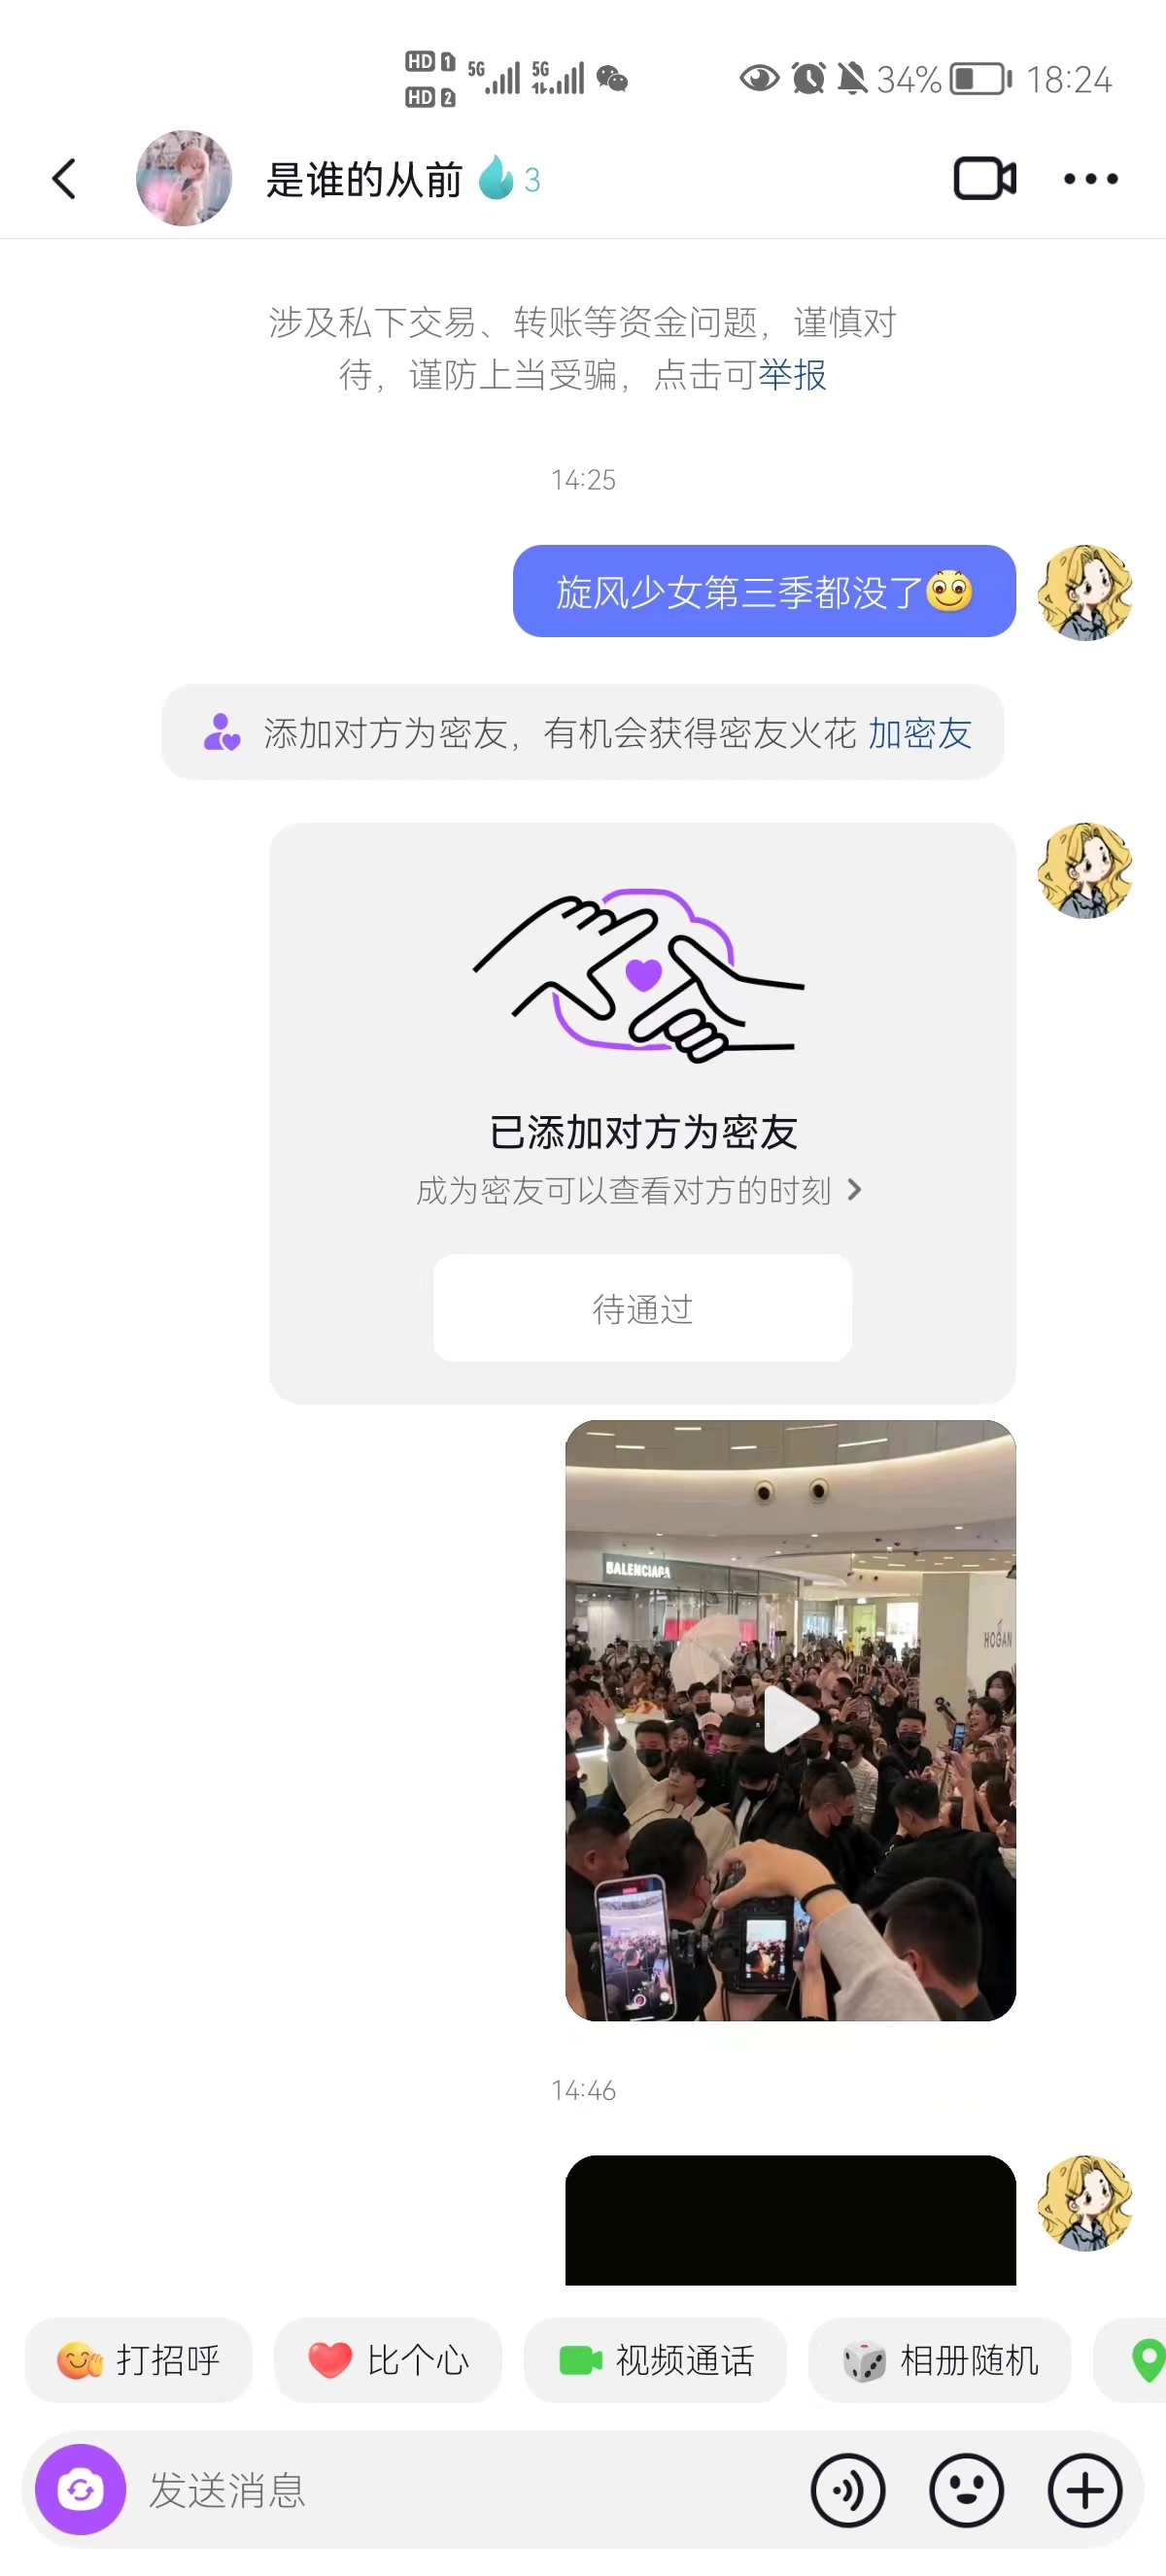 HD 1 5G 5G 34% 18:24
HD 2
是谁的从前 3
涉及私下交易、转账等资金问题，谨慎对
待，谨防上当受骗，点击可举报
14:25
旋风少女第三季都没了
添加对方为密友，有机会获得密友火花 加密友
已添加对方为密友
成为密友可以查看对方的时刻
待通过
BALENCIAGA
HOGAN
14:46
打招呼 比个心 视频通话 相册随机
发送消息